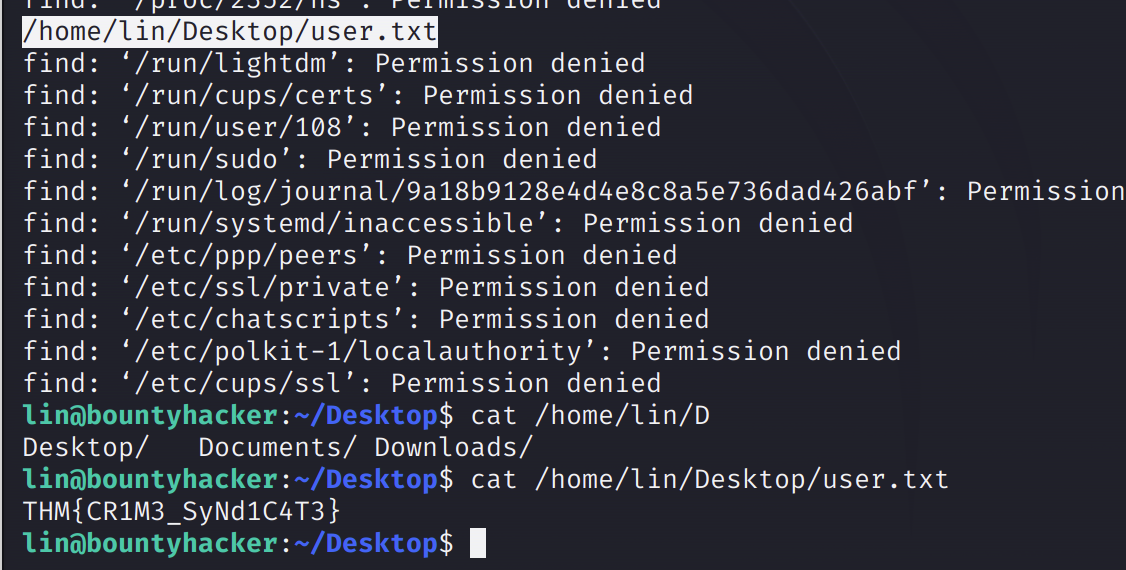 find: ‘/proc/2352/ns’: Permission denied
/home/lin/Desktop/user.txt
find: ‘/run/lightdm’: Permission denied
find: ‘/run/cups/certs’: Permission denied
find: ‘/run/user/108’: Permission denied
find: ‘/run/sudo’: Permission denied
find: ‘/run/log/journal/9a18b9128e4d4e8c8a5e736dad426abf’: Permission
find: ‘/run/systemd/inaccessible’: Permission denied
find: ‘/etc/ppp/peers’: Permission denied
find: ‘/etc/ssl/private’: Permission denied
find: ‘/etc/chatscripts’: Permission denied
find: ‘/etc/polkit-1/localauthority’: Permission denied
find: ‘/etc/cups/ssl’: Permission denied
lin@bountyhacker:~/Desktop$ cat /home/lin/D
Desktop/   Documents/ Downloads/
lin@bountyhacker:~/Desktop$ cat /home/lin/Desktop/user.txt
THM{CR1M3_SyNd1C4T3}
lin@bountyhacker:~/Desktop$